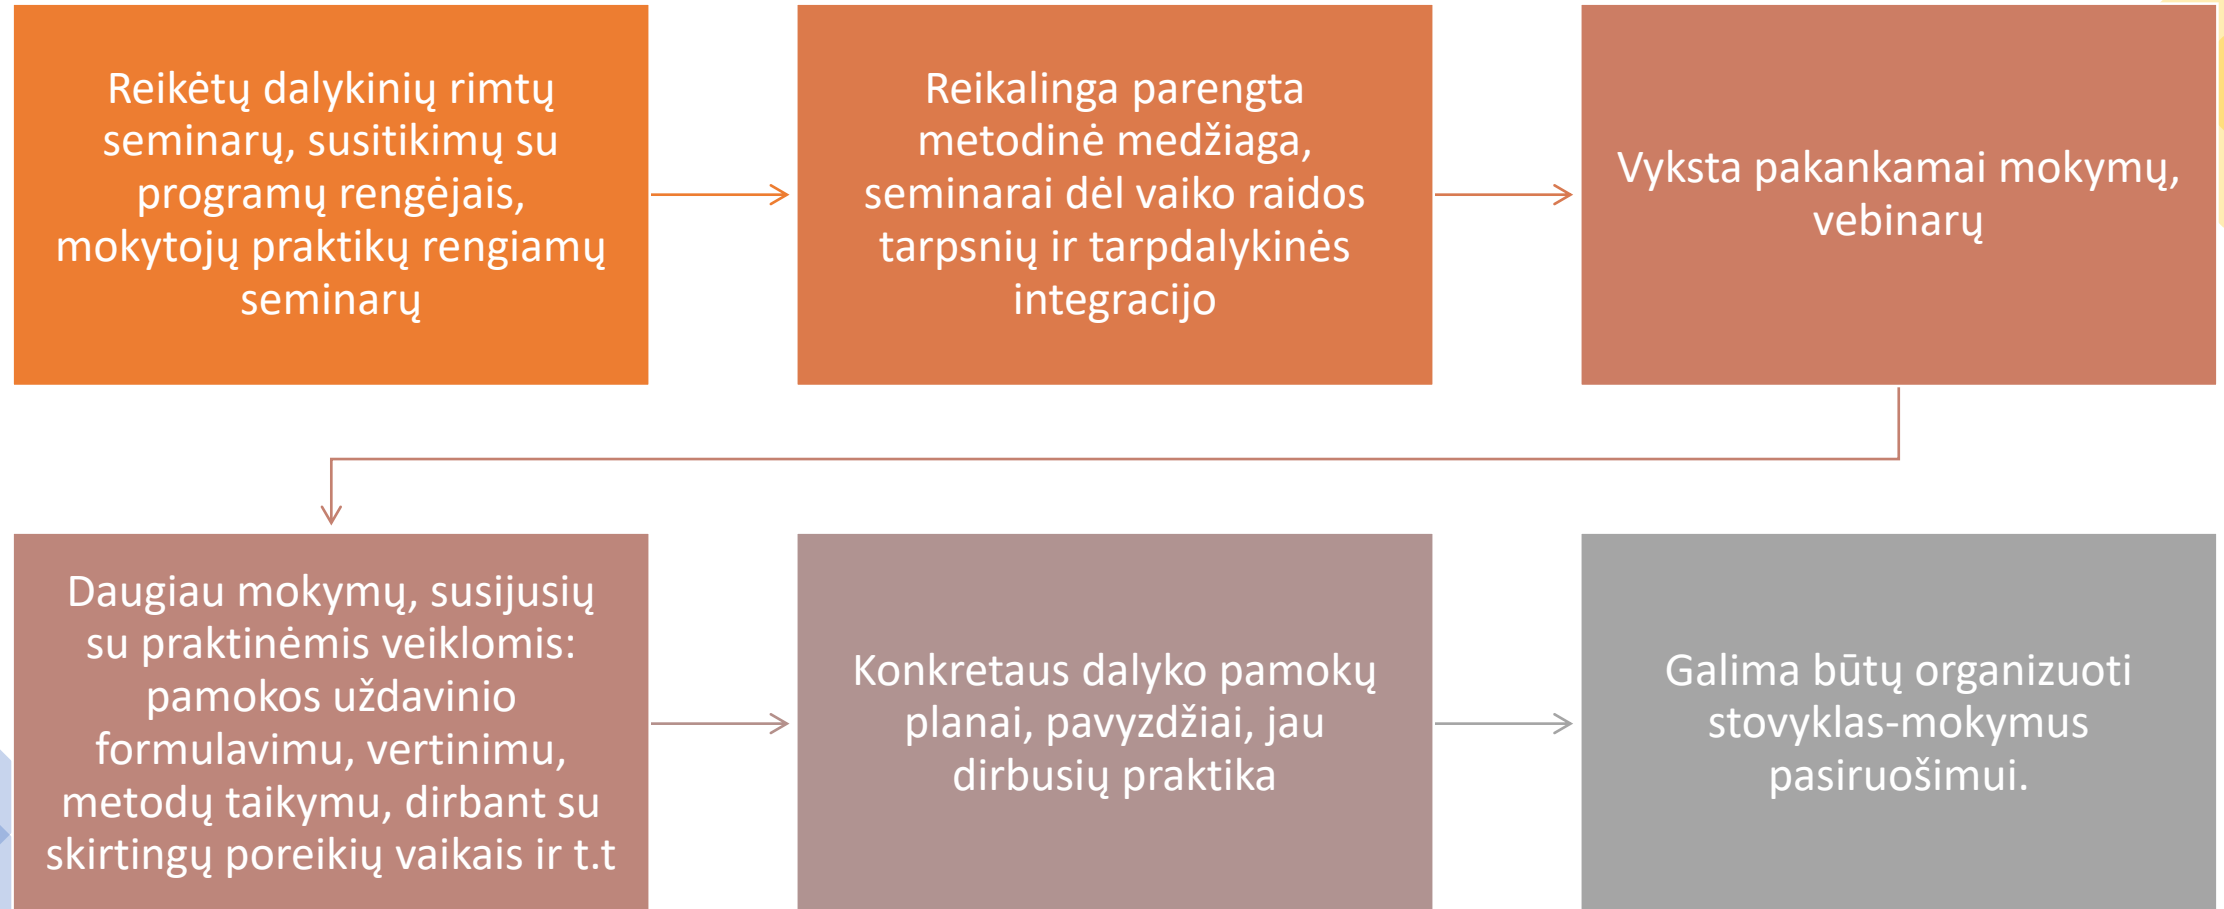 Reikėtų dalykinių rimtų
seminarų, susitikimų su
programų rengėjais,
mokytojų praktikų rengiamų
seminarų
Reikalinga parengta
metodinė medžiaga,
seminarai dėl vaiko raidos
tarpsnių ir tarpdalykinės
integracijo
Vyksta pakankamai mokymų,
vebinarų
Daugiau mokymų, susijusių
su praktinėmis veiklomis:
pamokos uždavinio
formulavimu, vertinimu,
metodų taikymu, dirbant su
skirtingų poreikių vaikais ir t.t
Konkretaus dalyko pamokų
planai, pavyzdžiai, jau
dirbusių praktika
Galima būtų organizuoti
stovyklas-mokymus
pasiruošimui.